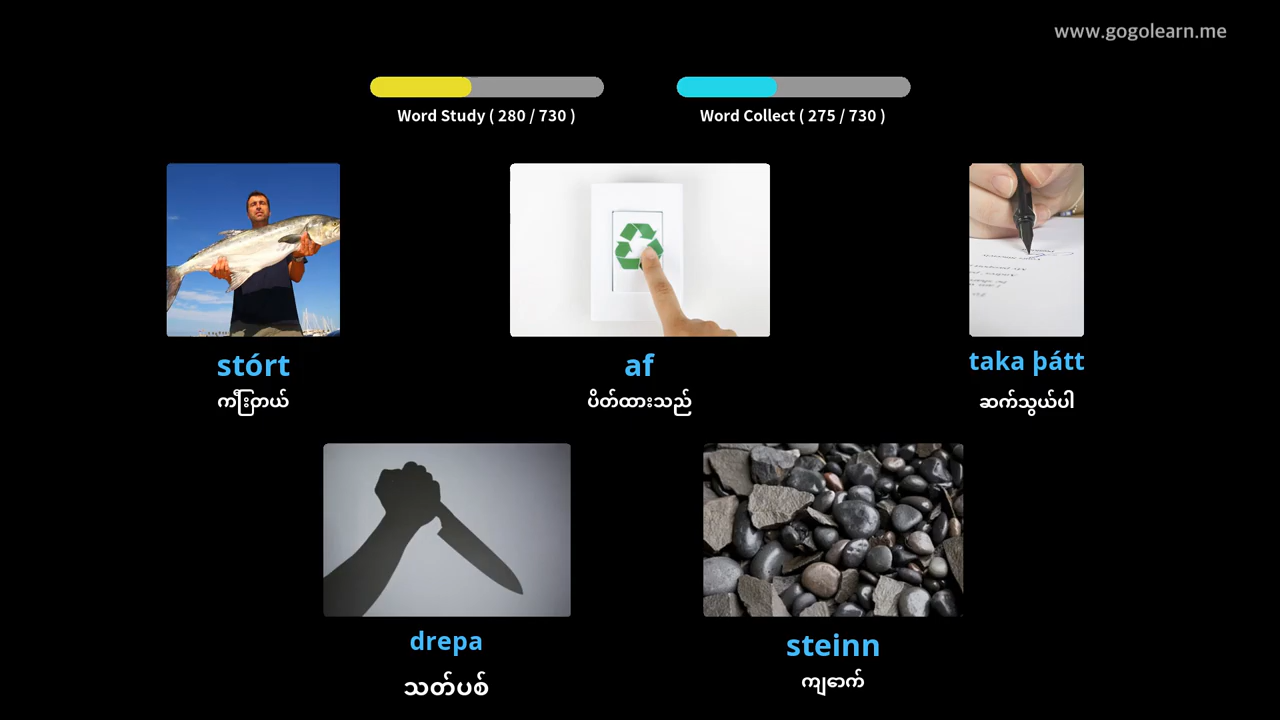 www.gogolearn.me
Word Study ( 280 / 730 )
Word Collect ( 275 / 730 )
stórt
ကြီးတယ်
af
ပိတ်ထားသည်
taka þátt
ဆက်သွယ်ပါ
drepa
သတ်ပစ်
steinn
ကျောက်